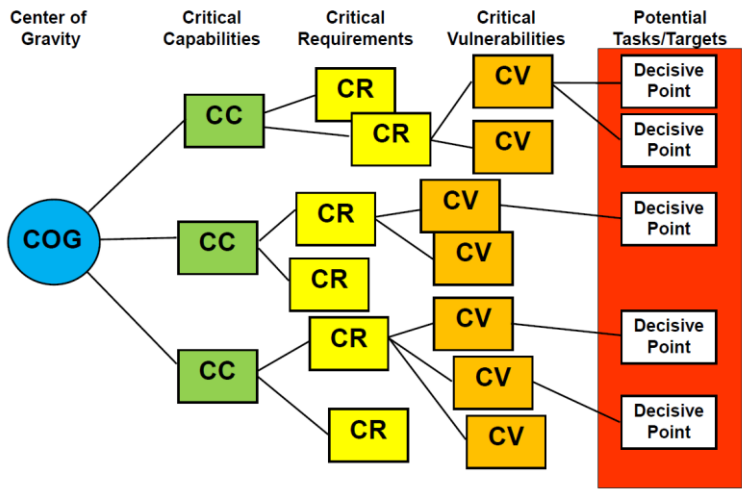 Center of
Gravity
Critical
Capabilities
Critical
Requirements
Critical
Vulnerabilities
Potential
Tasks/Targets
COG
CC
CC
CC
CR
CR
CR
CR
CR
CR
CV
CV
CV
CV
CV
CV
CV
Decisive
Point
Decisive
Point
Decisive
Point
Decisive
Point
Decisive
Point